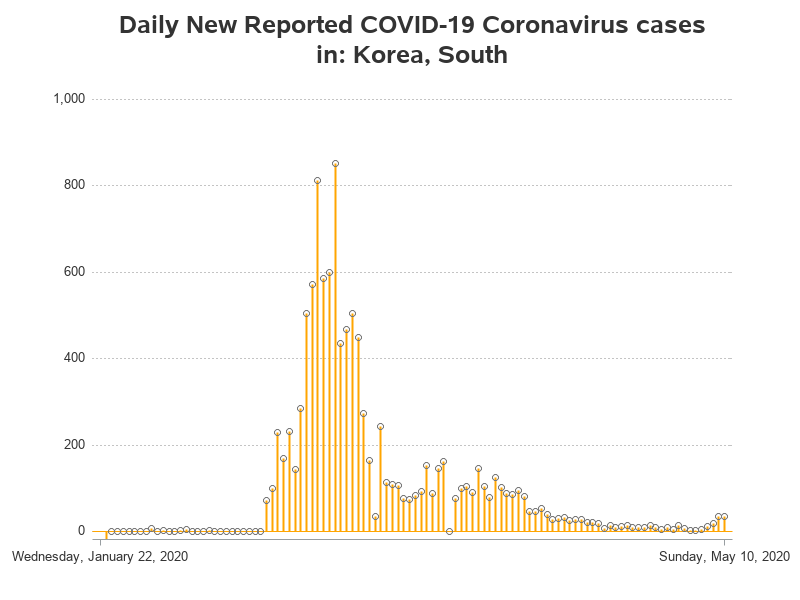 Daily New Reported COVID-19 Coronavirus cases
in: Korea, South
1,000
800
600
400
200
0
Wednesday, January 22, 2020 Sunday, May 10, 2020